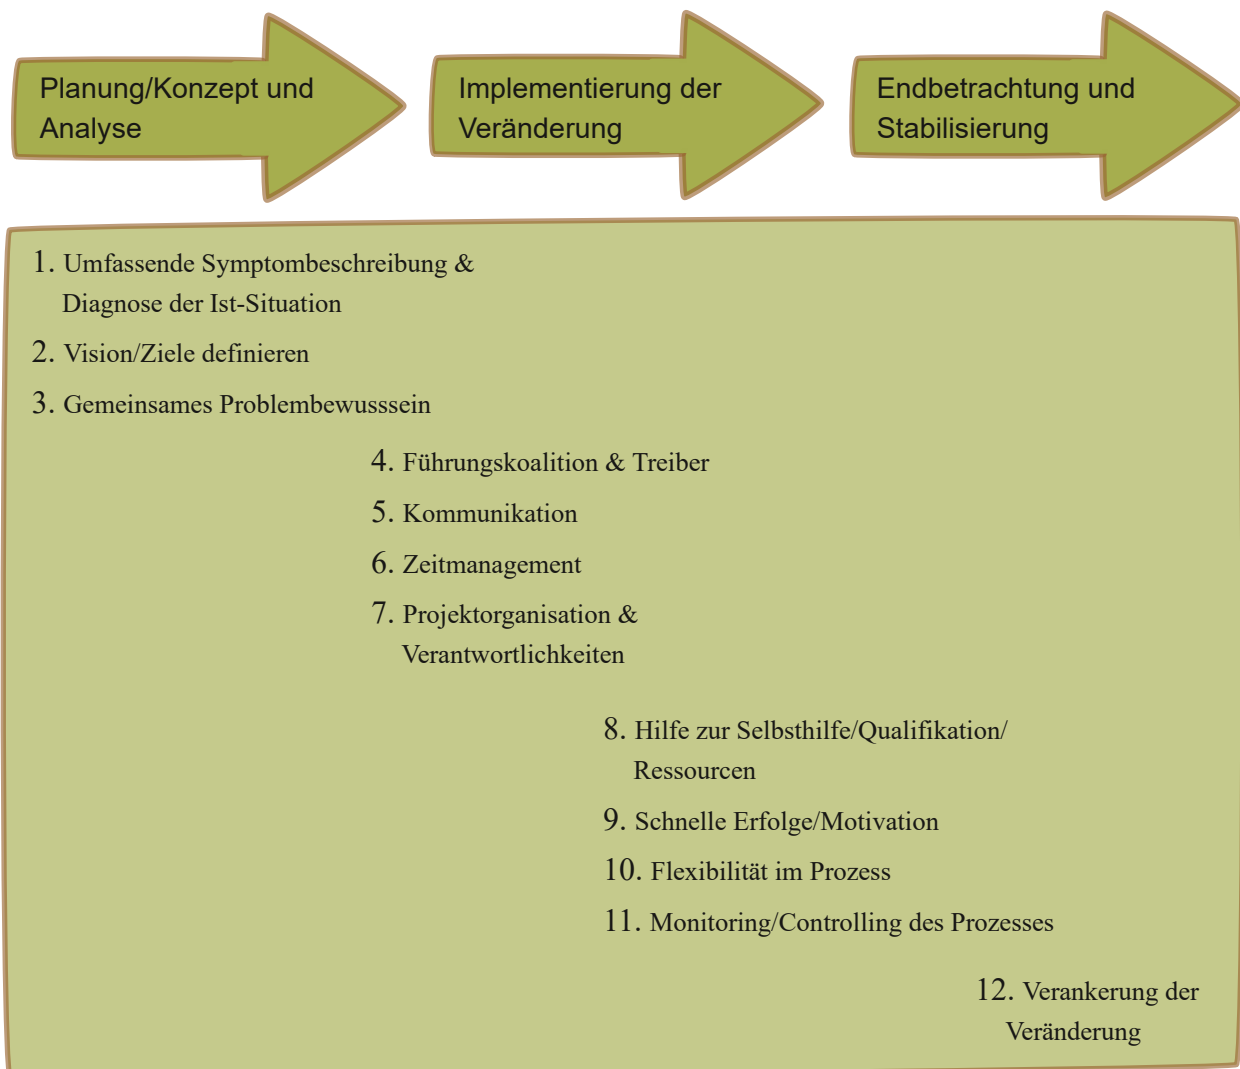 Planung/Konzept und
Analyse
Implementierung der
Veränderung
Endbetrachtung und
Stabilisierung
1. Umfassende Symptombeschreibung &
Diagnose der Ist-Situation
2. Vision/Ziele definieren
3. Gemeinsames Problembewusssein
4. Führungskoalition & Treiber
5. Kommunikation
6. Zeitmanagement
7. Projektorganisation &
Verantwortlichkeiten
8. Hilfe zur Selbsthilfe/Qualifikation/
Ressourcen
9. Schnelle Erfolge/Motivation
10. Flexibilität im Prozess
11. Monitoring/Controlling des Prozesses
12. Verankerung der
Veränderung